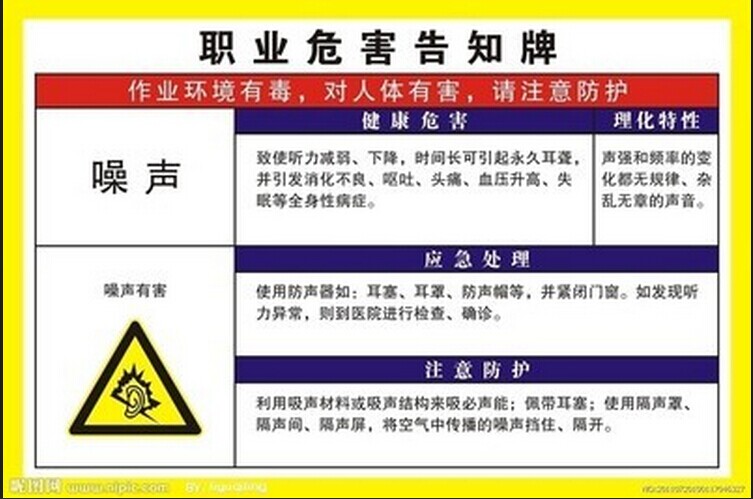 职业危害告知牌
作业环境有毒，对人体有害，请注意防护
健康危害
理化特性
噪声
致使听力减弱、下降，时间长可引起永久耳聋，
并引发消化不良、呕吐、头痛、血压升高、失
眠等全身性病症。
声强和频率的变
化都无规律、杂
乱无章的声音。
应急处理
噪声有害
使用防声器如：耳塞、耳罩、防声帽等，并紧闭门窗。如发现听
力异常，则到医院进行检查、确诊。
注意防护
利用吸声材料或吸声结构来吸必声能；佩带耳塞；使用隔声罩、
隔声间、隔声屏，将空气中传播的噪声挡住、隔开。
昵图网 www.nipic.com